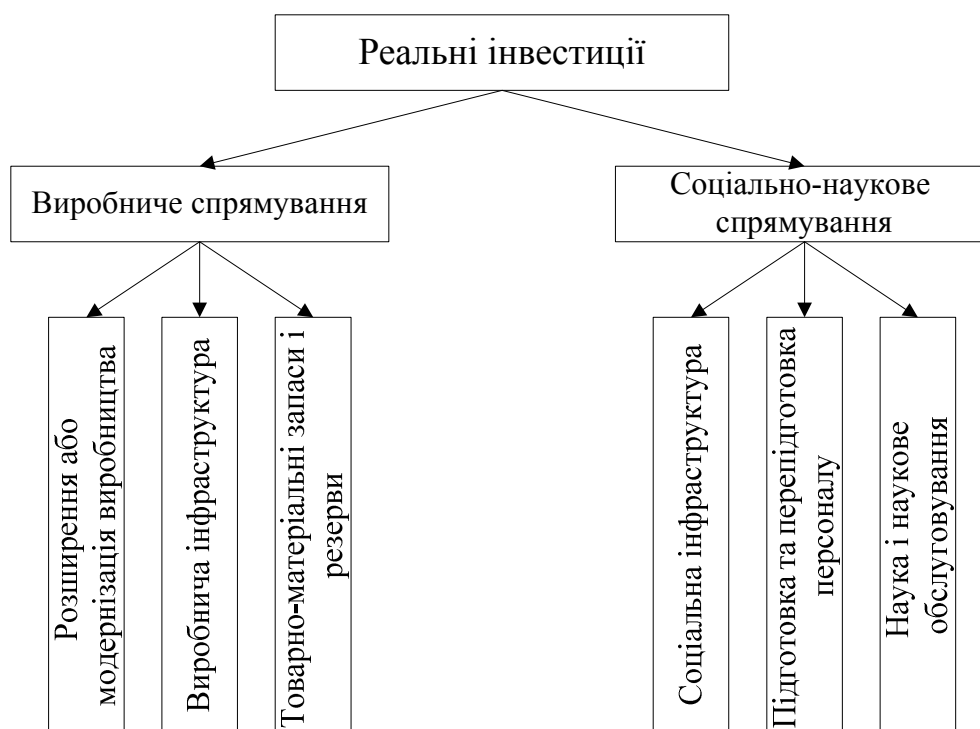 Реальні інвестиції
Виробниче спрямування
Соціально-наукове
спрямування
Розширення або
модернізація виробництва
Виробнича інфраструктура
Товарно-матеріальні запаси і
резерви
Соціальна інфраструктура
Підготовка та перепідготовка
персоналу
Наука і наукове
обслуговування